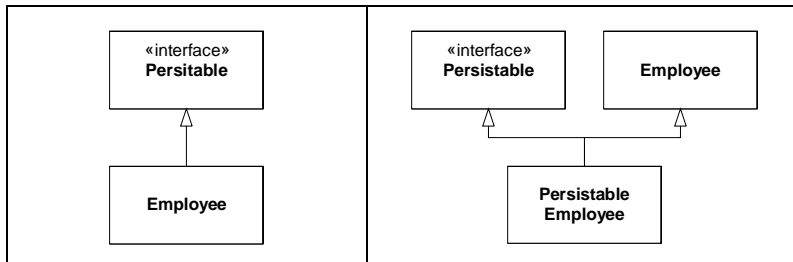 «interface»
Persitable
Employee
«interface»
Persistable
Employee
Persistable
Employee